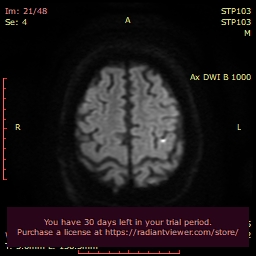 Im: 21/48
Se: 4
A
STP103
STP103
M
Ax DWI B 1000
R
L
You have 30 days left in your trial period.
Purchase a license at https://radiantviewer.com/store/